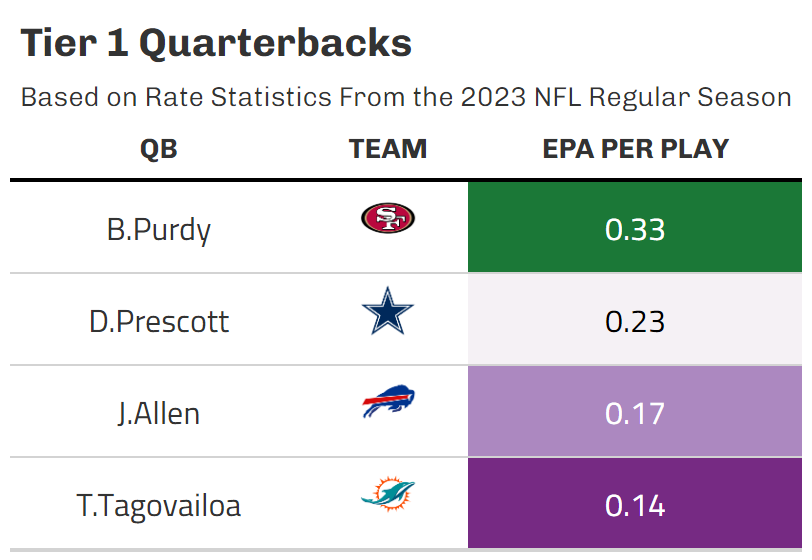 Tier 1 Quarterbacks
Based on Rate Statistics From the 2023 NFL Regular Season
QB TEAM EPA PER PLAY
B.Purdy SF 0.33
D.Prescott 0.23
J.Allen 0.17
T.Tagovailoa 0.14